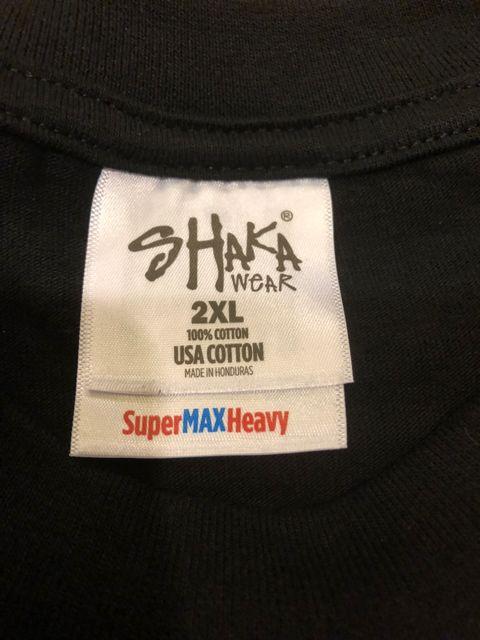 SHAKA®
WEAR
2XL
100% COTTON
USA COTTON
MADE IN HONDURAS
SuperMAXHeavy